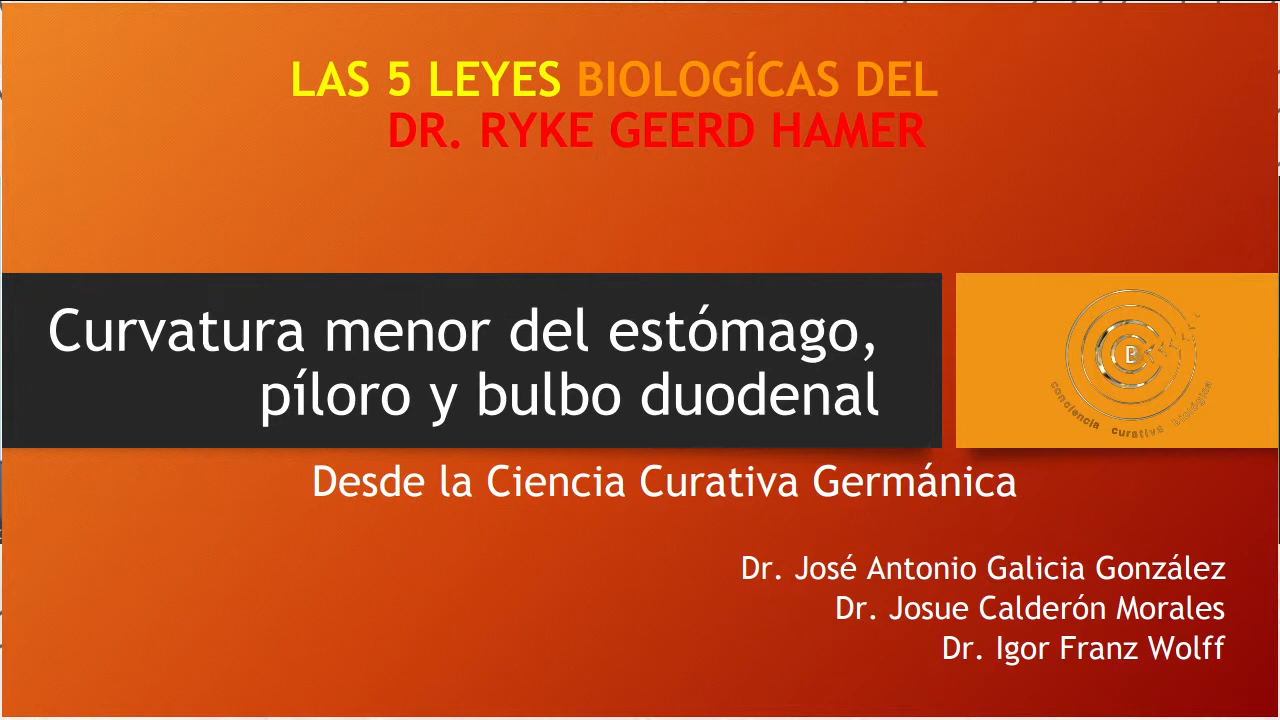 LAS 5 LEYES BIOLOGÍCAS DEL
DR. RYKE GEERD HAMER
Curvatura menor del estómago,
píloro y bulbo duodenal
B
conciencia curativa biológica
Desde la Ciencia Curativa Germánica
Dr. José Antonio Galicia González
Dr. Josue Calderón Morales
Dr. Igor Franz Wolff